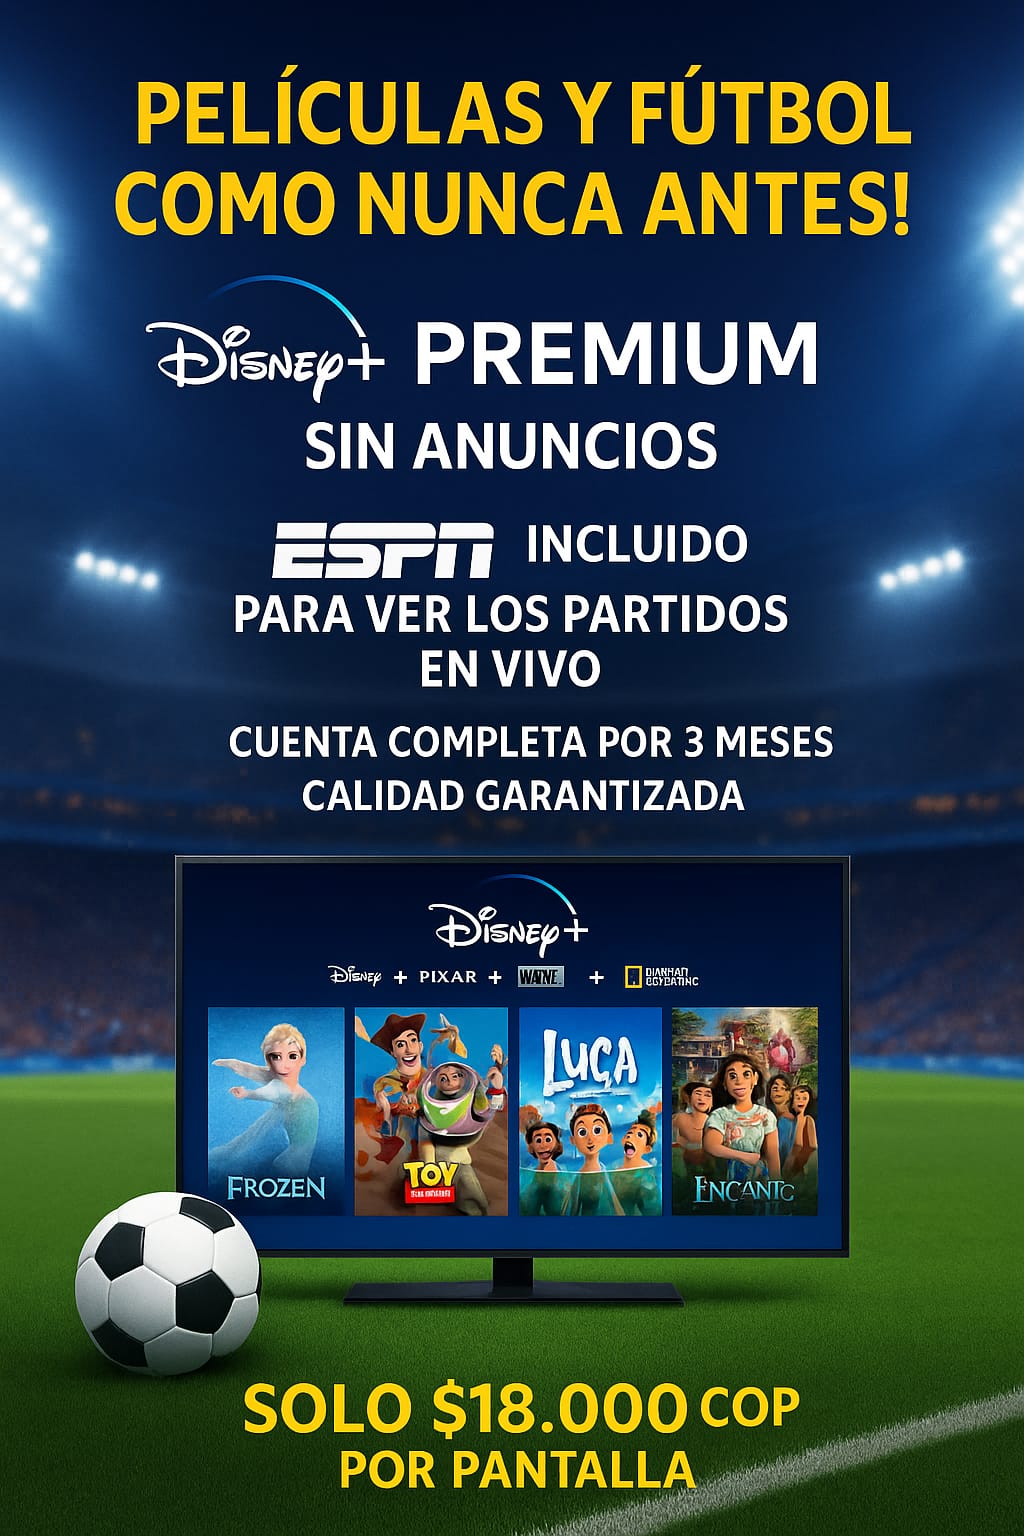 PELÍCULAS Y FÚTBOL
COMO NUNCA ANTES!
Disney+ PREMIUM
SIN ANUNCIOS
ESPN INCLUIDO
PARA VER LOS PARTIDOS
EN VIVO
CUENTA COMPLETA POR 3 MESES
CALIDAD GARANTIZADA
Disney+
Disney + PIXAR + +
FROZEN
TOY
LUÇA
ENCANTC
SOLO $18.000 COP
POR PANTALLA